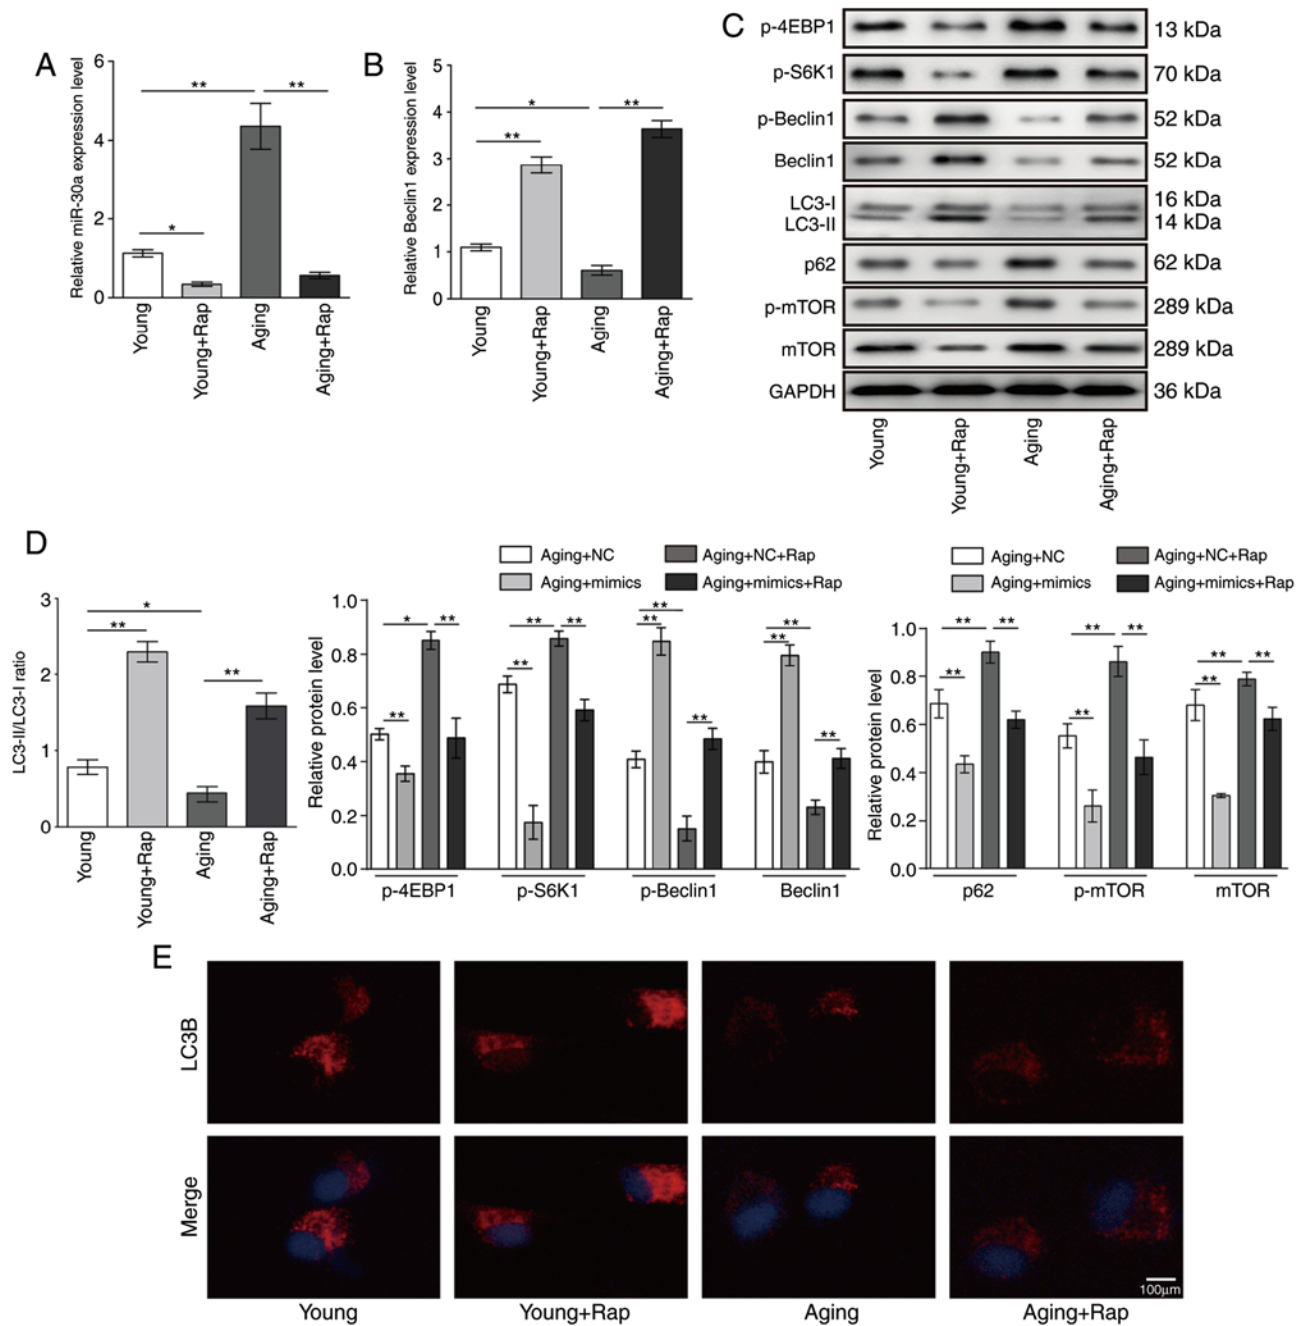 A
Relative miR-30a expression level
6
4
2
0
**
**
*
Young
Young+Rap
Aging
Aging+Rap
B
Relative Beclin1 expression level
5
4
3
2
1
0
*
**
**
Young
Young+Rap
Aging
Aging+Rap
C
p-4EBP1 13 kDa
p-S6K1 70 kDa
p-Beclin1 52 kDa
Beclin1 52 kDa
LC3-I 16 kDa
LC3-II 14 kDa
p62 62 kDa
p-mTOR 289 kDa
mTOR 289 kDa
GAPDH 36 kDa
Young
Young+Rap
Aging
Aging+Rap
D
LC3-II/LC3-I ratio
3
2
1
0
*
**
**
Young
Young+Rap
Aging
Aging+Rap
Aging+NC Aging+NC+Rap
Aging+mimics Aging+mimics+Rap
Relative protein level
1.0
0.8
0.6
0.4
0.2
0.0
* **
**
** **
**
**
**
**
**
**
**
p-4EBP1 p-S6K1 p-Beclin1 Beclin1
Aging+NC Aging+NC+Rap
Aging+mimics Aging+mimics+Rap
Relative protein level
1.0
0.8
0.6
0.4
0.2
0.0
** **
**
** **
**
** **
**
p62 p-mTOR mTOR
E
LC3B
Merge
100μm
Young Young+Rap Aging Aging+Rap